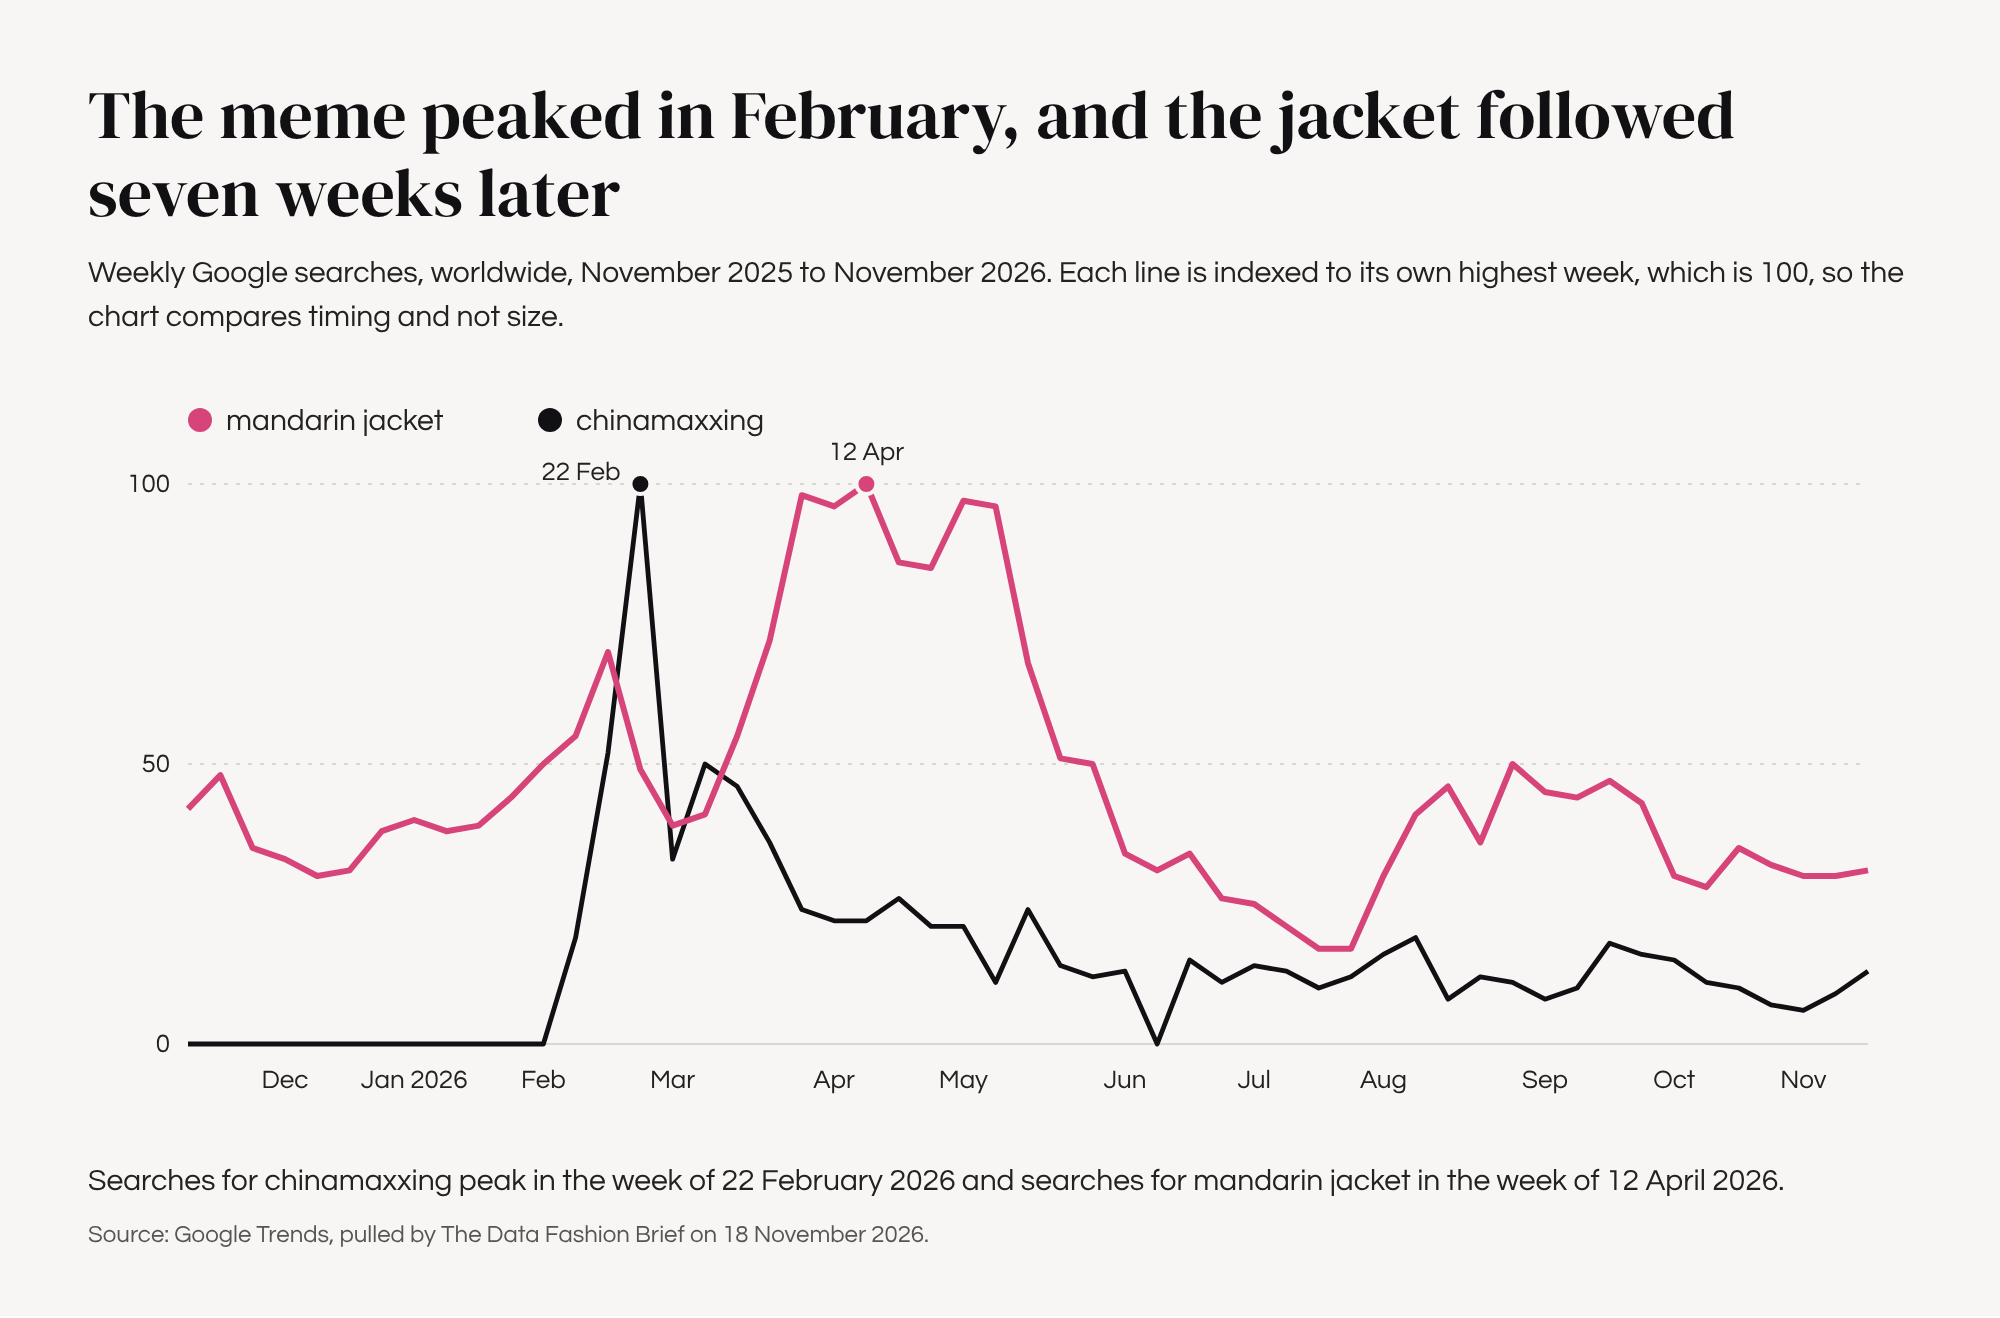 The meme peaked in February, and the jacket followed
seven weeks later
Weekly Google searches, worldwide, November 2025 to November 2026. Each line is indexed to its own highest week, which is 100, so the
chart compares timing and not size.
mandarin jacket
chinamaxxing
12 Apr
22 Feb
100
50
0
Dec
Jan 2026
Feb
Mar
Apr
May
Jun
Jul
Aug
Sep
Oct
Nov
Searches for chinamaxxing peak in the week of 22 February 2026 and searches for mandarin jacket in the week of 12 April 2026.
Source: Google Trends, pulled by The Data Fashion Brief on 18 November 2026.